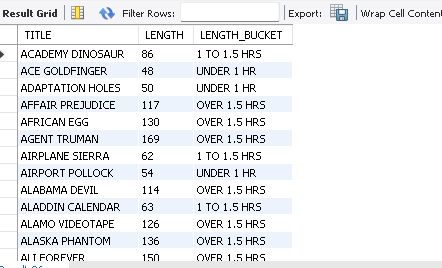 Result Grid Filter Rows: Export: Wrap Cell Conten
TITLE LENGTH LENGTH_BUCKET
ACADEMY DINOSAUR 86 1 TO 1.5 HRS
ACE GOLDFINGER 48 UNDER 1 HR
ADAPTATION HOLES 50 UNDER 1 HR
AFFAIR PREJUDICE 117 OVER 1.5 HRS
AFRICAN EGG 130 OVER 1.5 HRS
AGENT TRUMAN 169 OVER 1.5 HRS
AIRPLANE SIERRA 62 1 TO 1.5 HRS
AIRPORT POLLOCK 54 UNDER 1 HR
ALABAMA DEVIL 114 OVER 1.5 HRS
ALADDIN CALENDAR 63 1 TO 1.5 HRS
ALAMO VIDEOTAPE 126 OVER 1.5 HRS
ALASKA PHANTOM 136 OVER 1.5 HRS
ALI FOREVER 150 OVER 1.5 HRS